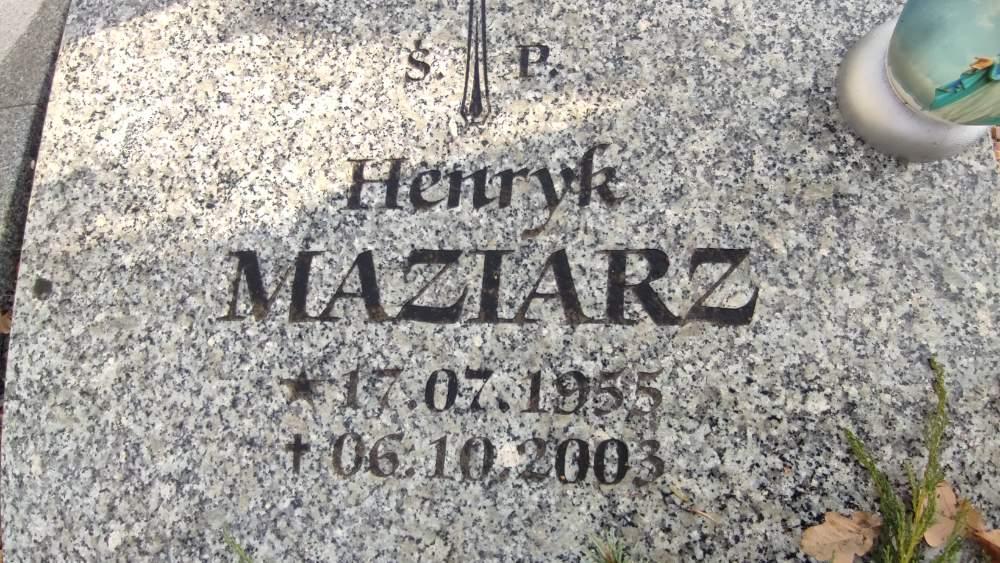 Ś. P.
Henryk
MAZIARZ
★ 17.07.1955
✝ 06.10.2003